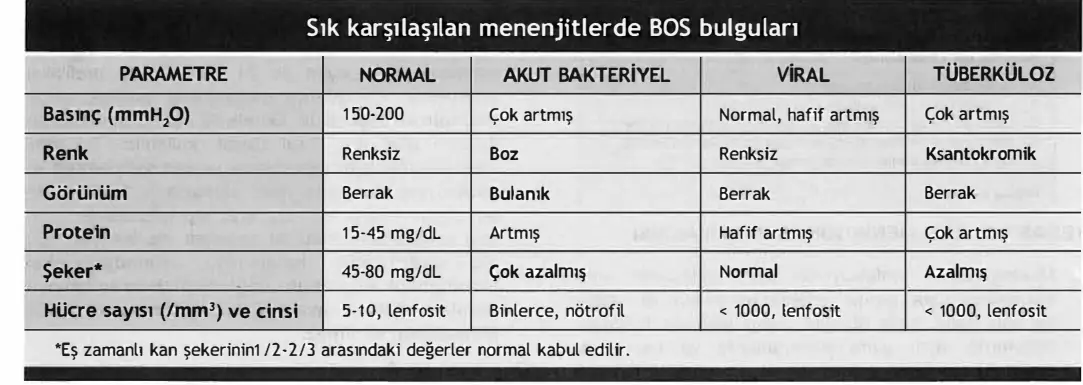 Sık karşılaşılan menenjitlerde BOS bulguları
PARAMETRE NORMAL AKUT BAKTERİYEL VİRAL TÜBERKÜLOZ
Basınç (mmH₂O) 150-200 Çok artmış Normal, hafif artmış Çok artmış
Renk Renksiz Boz Renksiz Ksantokromik
Görünüm Berrak Bulanık Berrak Berrak
Protein 15-45 mg/dL Artmış Hafif artmış Çok artmış
Şeker* 45-80 mg/dL Çok azalmış Normal Azalmış
Hücre sayısı (/mm³) ve cinsi 5-10, lenfosit Binlerce, nötrofil < 1000, lenfosit < 1000, lenfosit
*Eş zamanlı kan şekerinin1/2-2/3 arasındaki değerler normal kabul edilir.